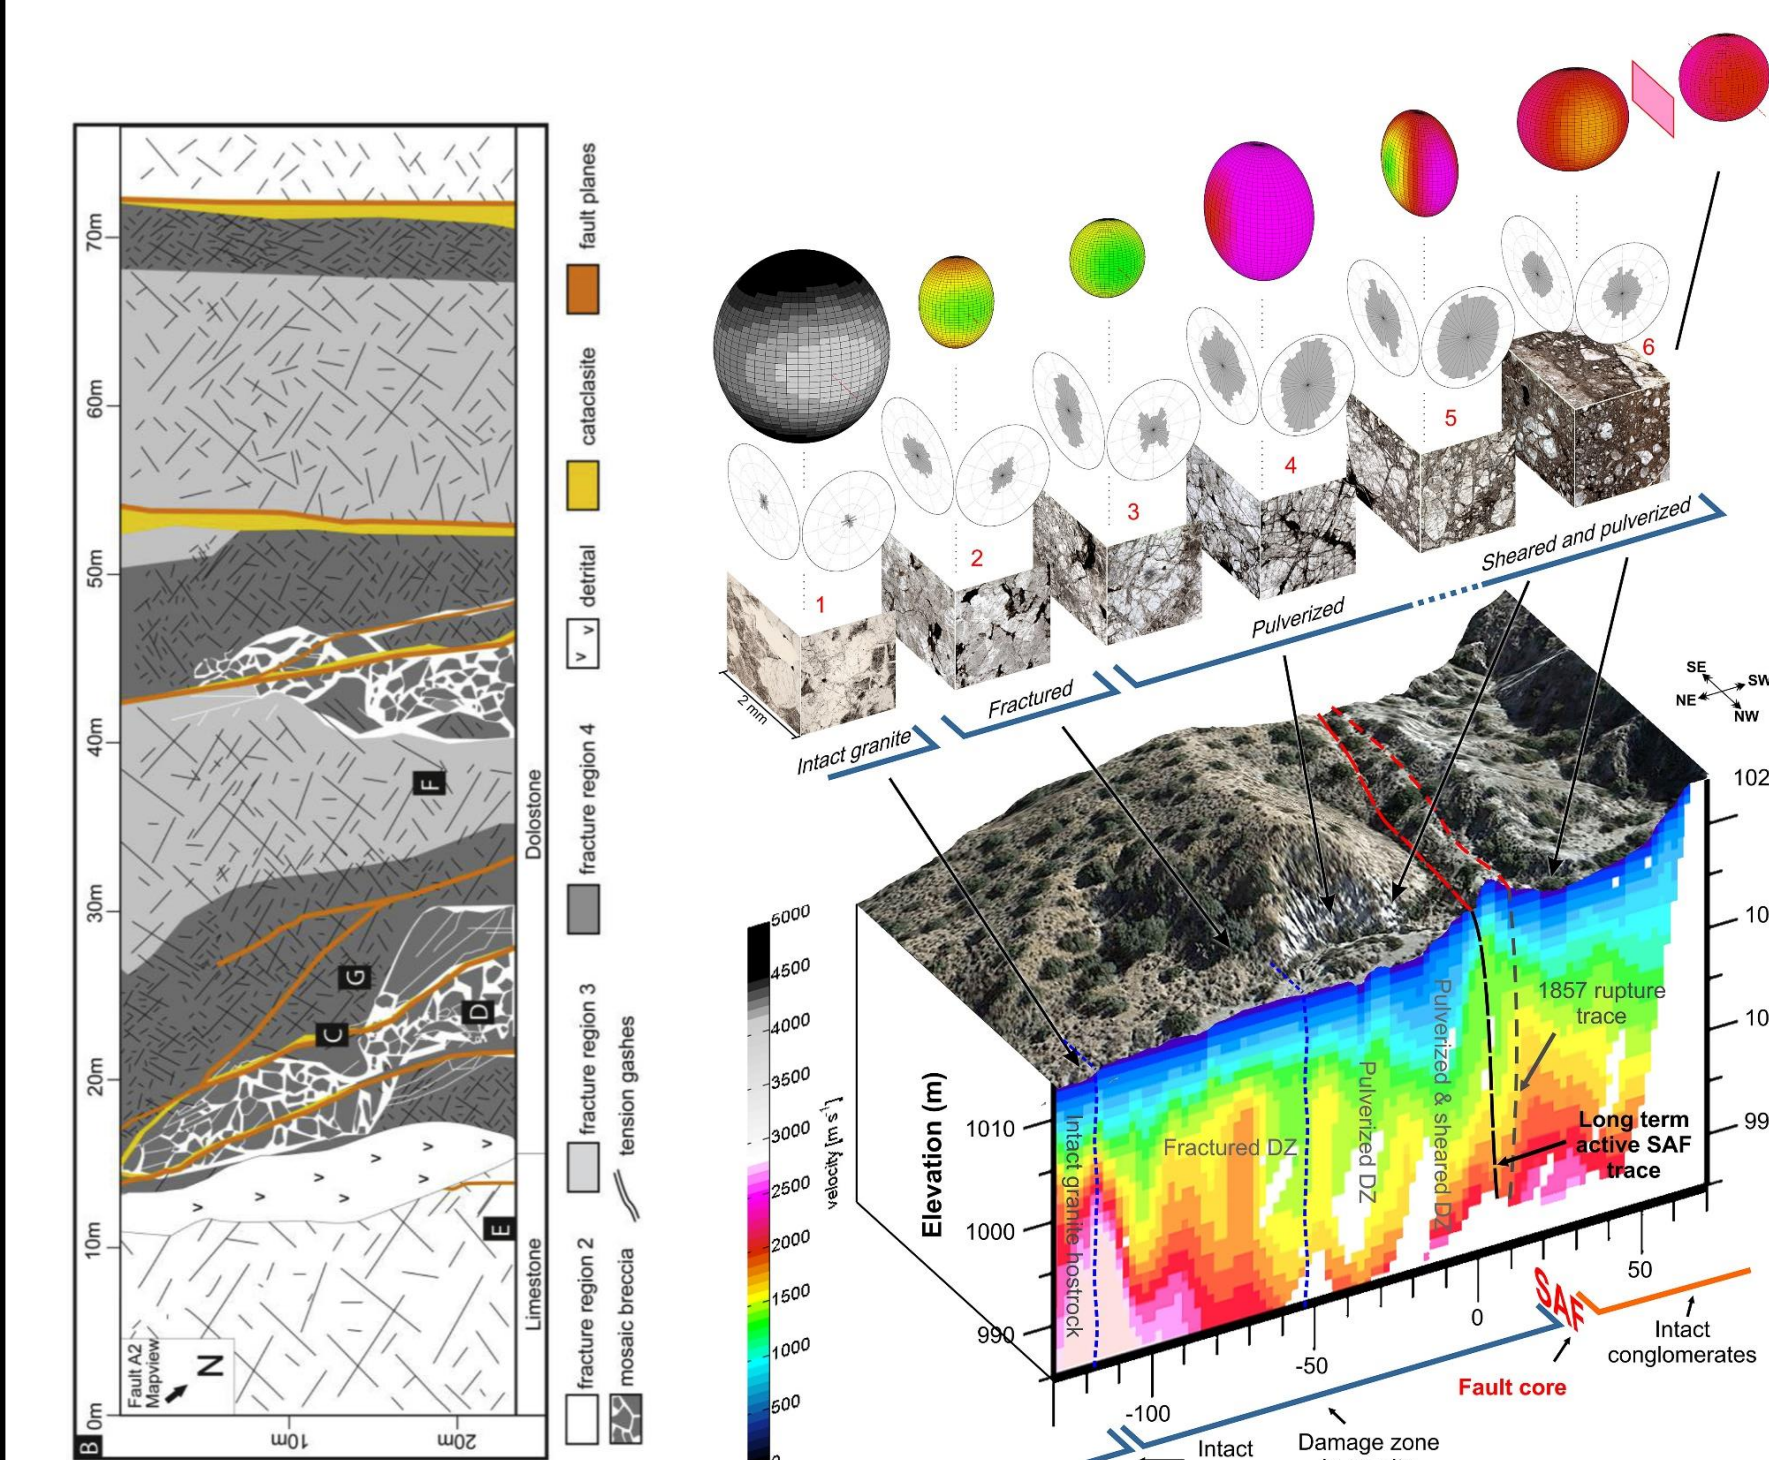 B
70m
60m
50m
40m
30m
20m
10m
0m
10m
20m
Fault A2
Mapview
N
C
D
E
F
G
Dolostone
Limestone
fault planes
cataclasite
detrital
v
fracture region 4
fracture region 3
tension gashes
fracture region 2
mosaic breccia
v v v v v v v
1
2
3
4
5
6
2 mm
Intact granite
Fractured
Pulverized
Sheared and pulverized
SE
SW
NE
NW
5000
4500
4000
3500
3000
2500
2000
1500
1000
500
velocity [m s⁻¹]
Elevation (m)
1010
1000
990
102
10
10
99
Intact granite hostrock
Fractured DZ
Pulverized DZ
Pulverized & sheared DZ
1857 rupture
trace
Long term
active SAF
trace
-100
-50
0
50
SAF
Fault core
Intact
conglomerates
Damage zone
Intact